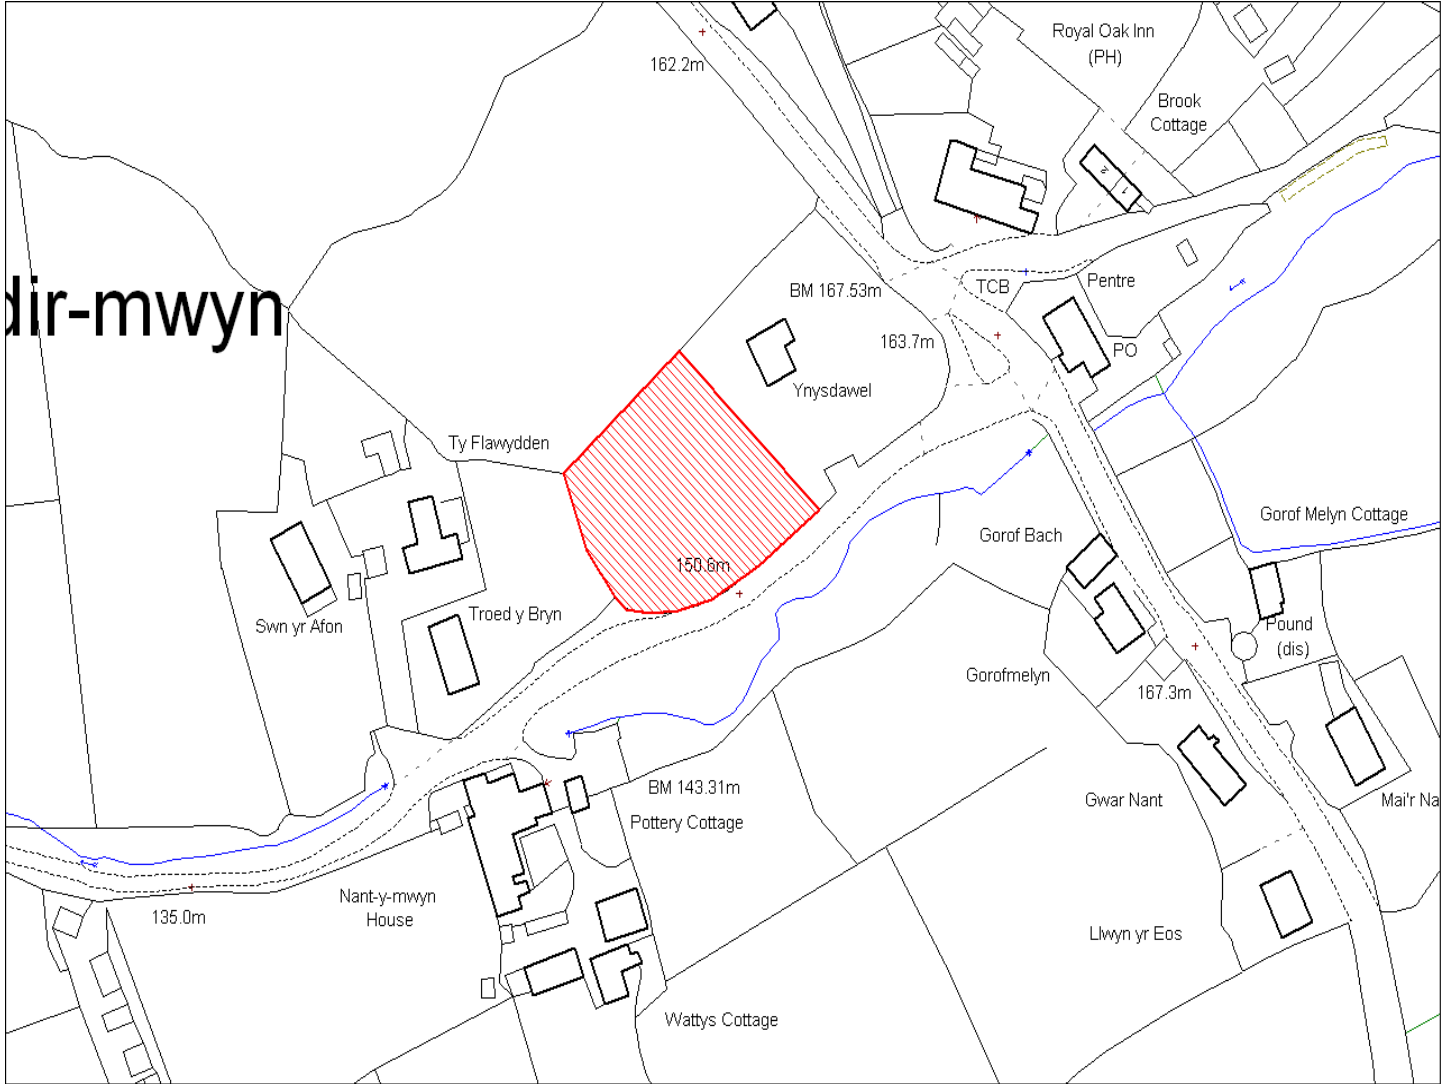 Royal Oak Inn
(PH)
162.2m
Brook
Cottage
2
1
dir-mwyn
BM 167.53m
TCB
Pentre
163.7m
PO
Ynysdawel
Ty Flawydden
Gorof Melyn Cottage
Gorof Bach
150.6m
Troed y Bryn
Swn yr Afon
Pound
(dis)
Gorofmelyn
167.3m
BM 143.31m
Gwar Nant
Mai'r Na
Pottery Cottage
Nant-y-mwyn
House
135.0m
Llwyn yr Eos
Wattys Cottage